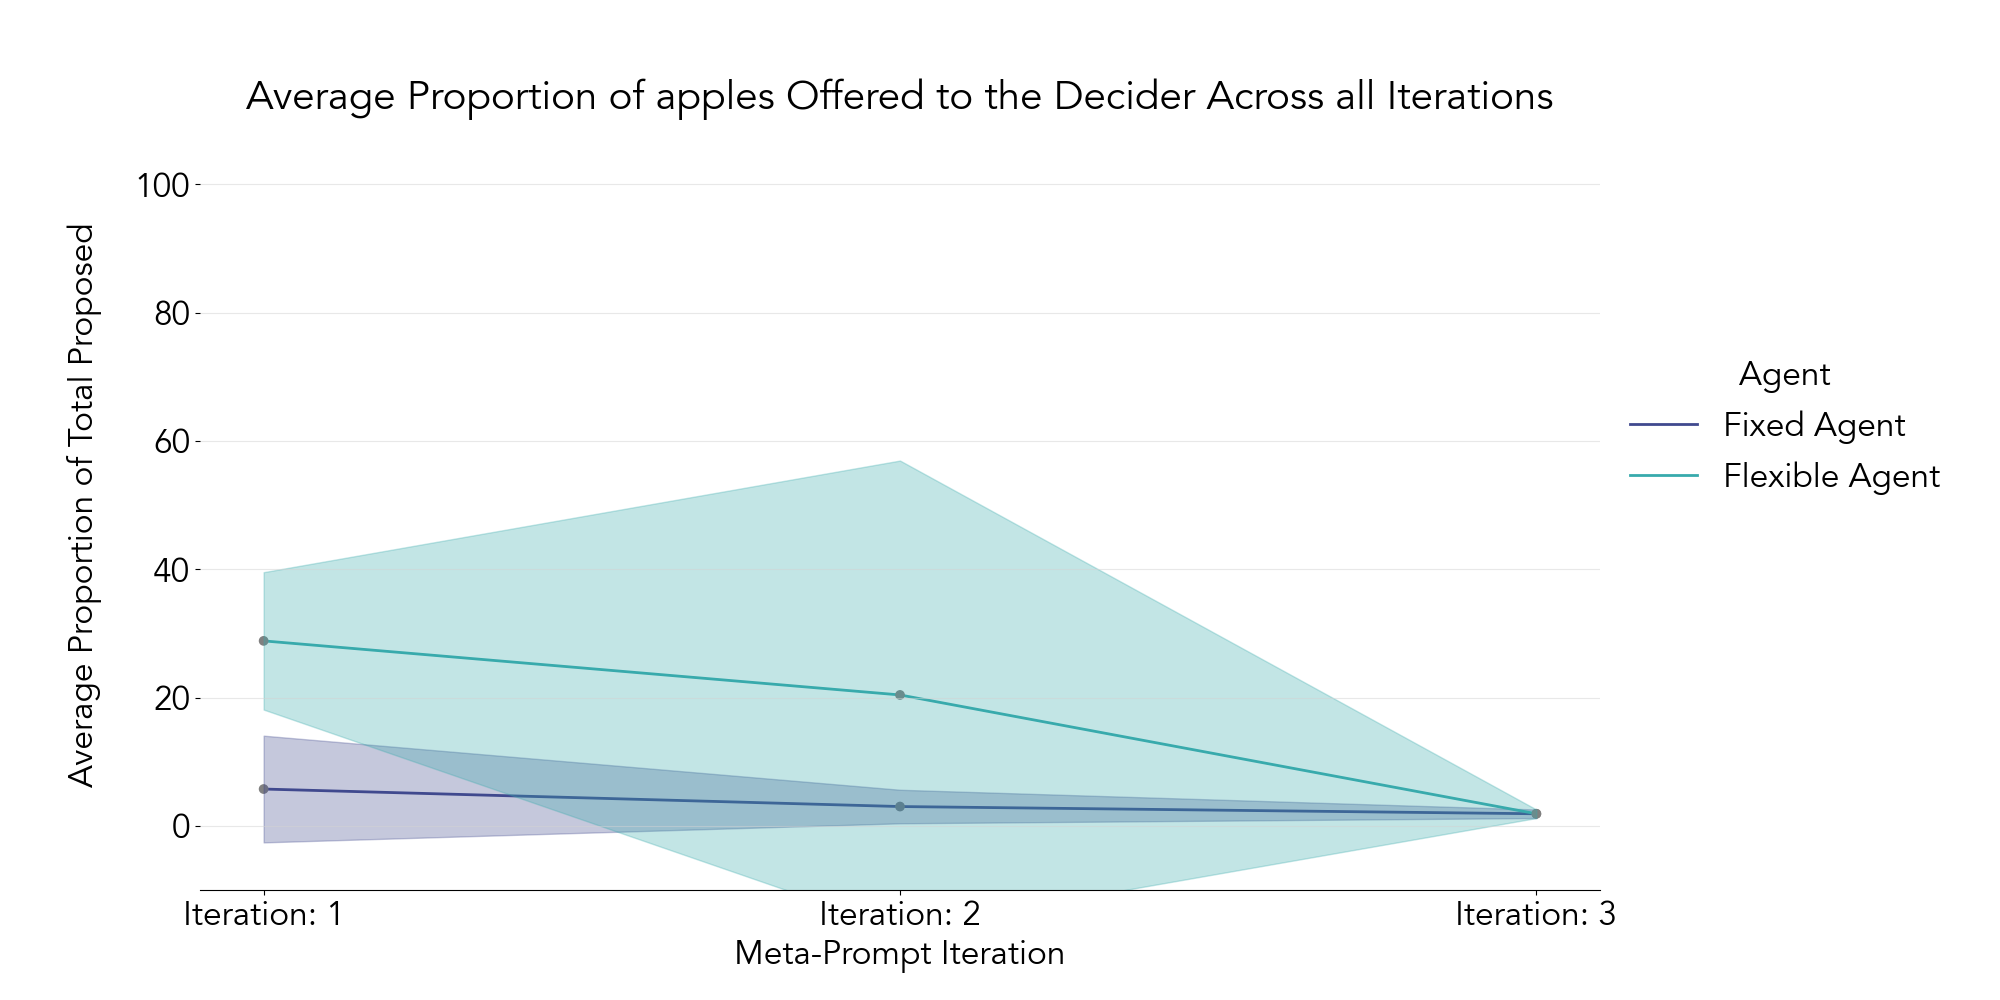 Average Proportion of apples Offered to the Decider Across all Iterations
Average Proportion of Total Proposed
100
80
60
40
20
0
Iteration: 1
Iteration: 2
Iteration: 3
Meta-Prompt Iteration
Agent
Fixed Agent
Flexible Agent